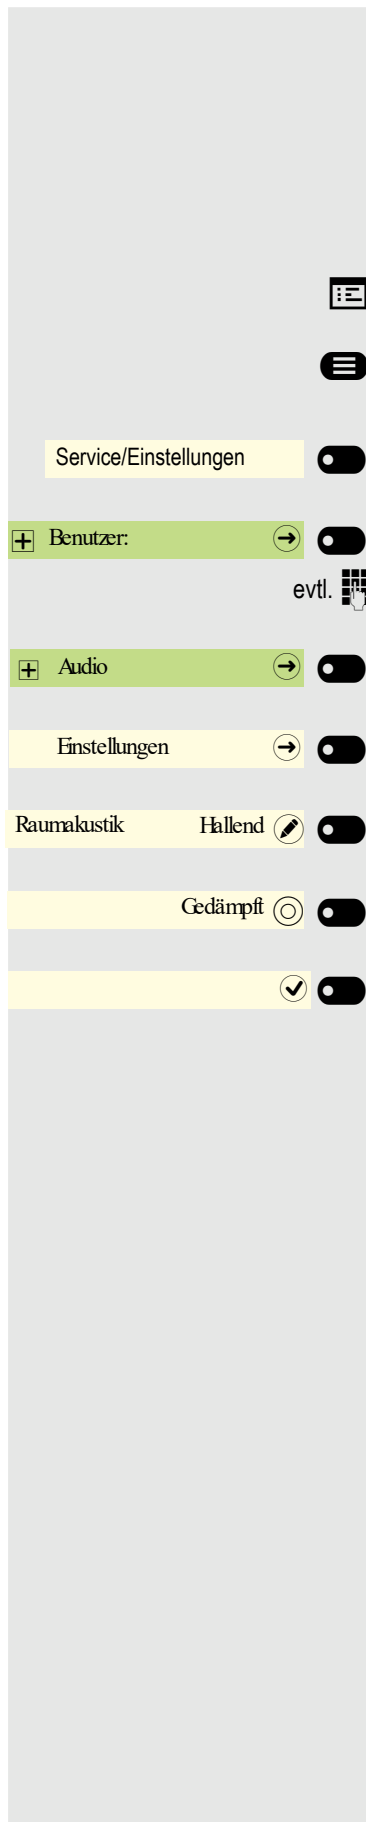 Service/Einstellungen
Benutzer:
evtl.
Audio
Einstellungen
Raumakustik Hallend
Gedämpft